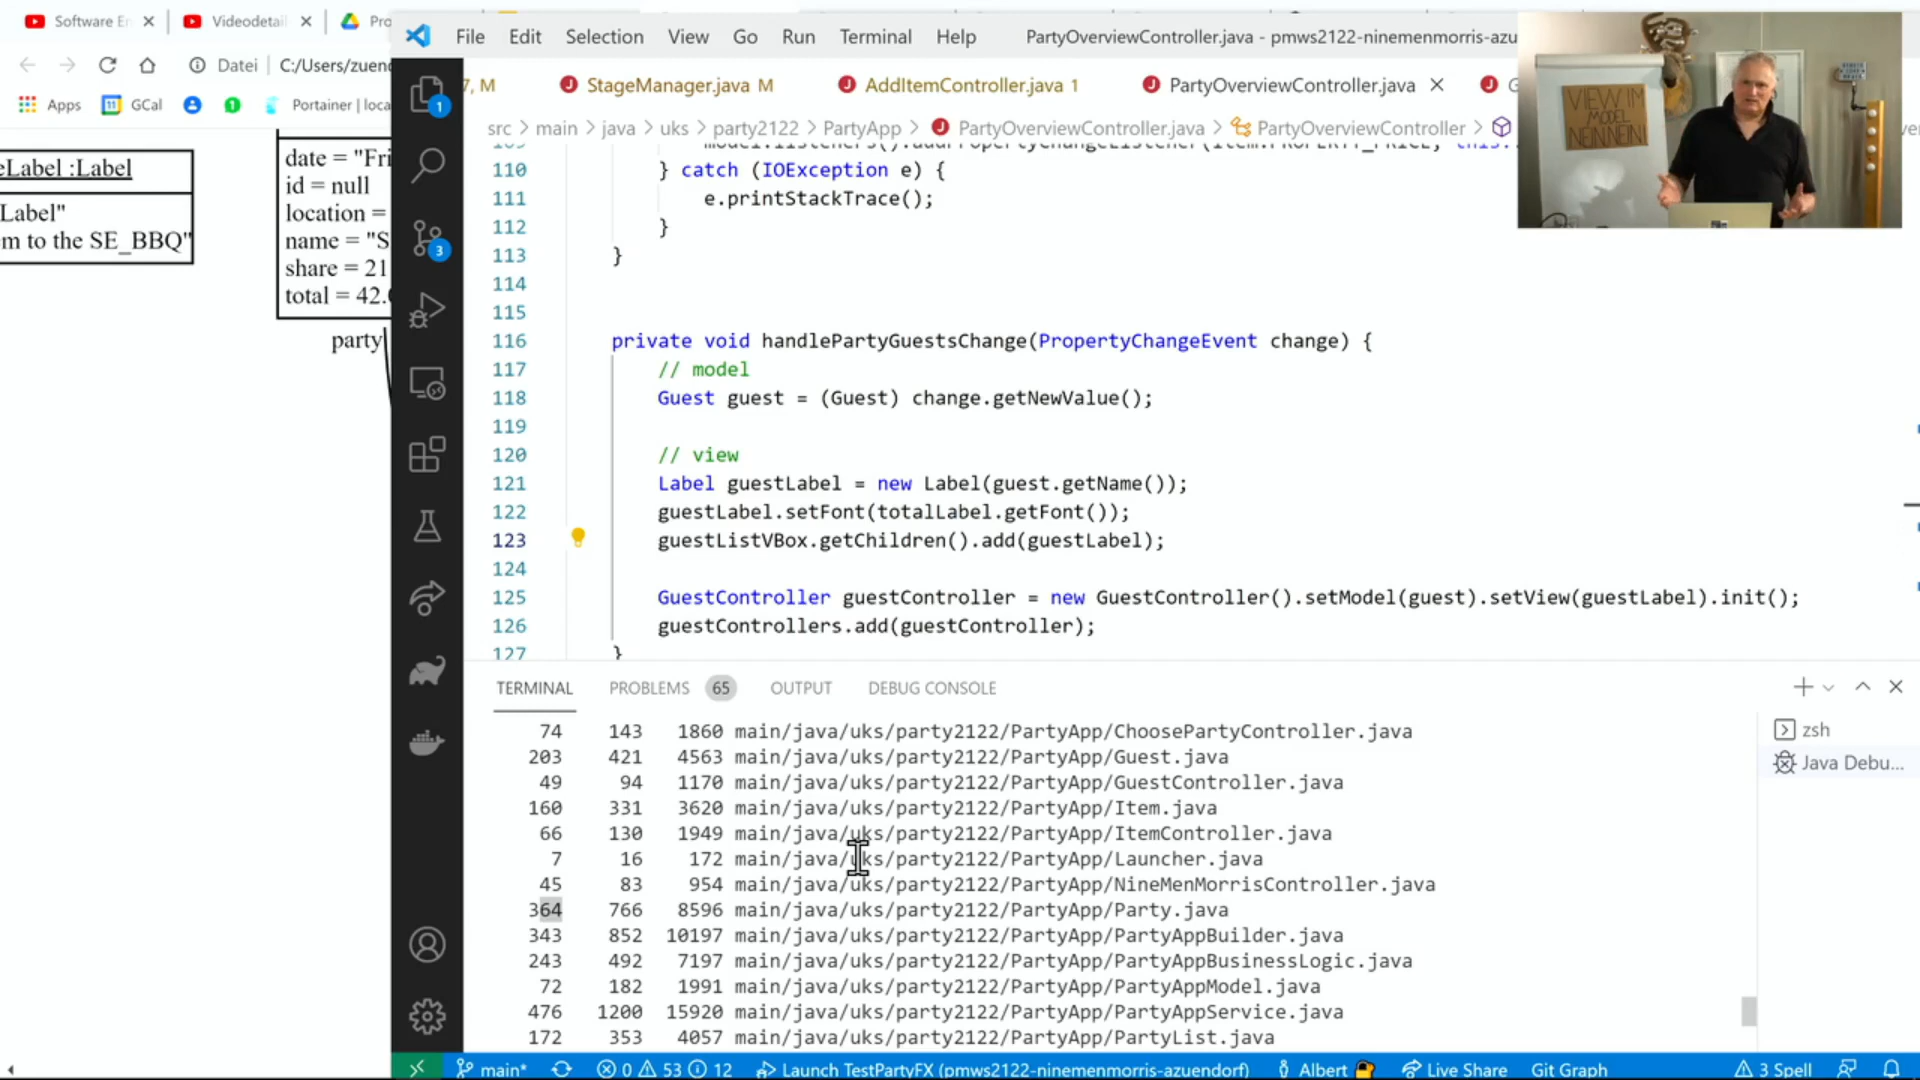 Software E
Videodetail
Pro
File Edit Selection View Go Run Terminal Help
PartyOverviewController.java - pmws2122-ninemenmorris-azu
Datei C:/Users/zuend
Apps 11 GCal 1 Portainer | loca
7, M StageManager.java M AddItemController.java 1 PartyOverviewController.java
src > main > java > uks > party2122 > PartyApp > PartyOverviewController.java > PartyOverviewController >
VIEW IM
MODEL
NEINNEIN!
eLabel :Label
Label"
m to the SE_BBQ"
date = "Fri
id = null
location =
name = "S
share = 21
total = 42.
party
1
3
109 model.listeners().addPropertyChangeListener(Item.PROPERTY_PRICE, this:
110 } catch (IOException e) {
111 e.printStackTrace();
112 }
113 }
114
115
116 private void handlePartyGuestsChange(PropertyChangeEvent change) {
117 // model
118 Guest guest = (Guest) change.getNewValue();
119
120 // view
121 Label guestLabel = new Label(guest.getName());
122 guestLabel.setFont(totalLabel.getFont());
123 guestListVBox.getChildren().add(guestLabel);
124
125 GuestController guestController = new GuestController().setModel(guest).setView(guestLabel).init();
126 guestControllers.add(guestController);
127 }
TERMINAL PROBLEMS 65 OUTPUT DEBUG CONSOLE
74 143 1860 main/java/uks/party2122/PartyApp/ChoosePartyController.java
203 421 4563 main/java/uks/party2122/PartyApp/Guest.java
49 94 1170 main/java/uks/party2122/PartyApp/GuestController.java
160 331 3620 main/java/uks/party2122/PartyApp/Item.java
66 130 1949 main/java/uks/party2122/PartyApp/ItemController.java
7 16 172 main/java/uks/party2122/PartyApp/Launcher.java
45 83 954 main/java/uks/party2122/PartyApp/NineMenMorrisController.java
364 766 8596 main/java/uks/party2122/PartyApp/Party.java
343 852 10197 main/java/uks/party2122/PartyApp/PartyAppBuilder.java
243 492 7197 main/java/uks/party2122/PartyApp/PartyAppBusinessLogic.java
72 182 1991 main/java/uks/party2122/PartyApp/PartyAppModel.java
476 1200 15920 main/java/uks/party2122/PartyApp/PartyAppService.java
172 353 4057 main/java/uks/party2122/PartyApp/PartyList.java
zsh
Java Debu...
main* 0 53 12 Launch TestPartyFX (pmws2122-ninemenmorris-azuendorf) Albert Live Share Git Graph 3 Spell